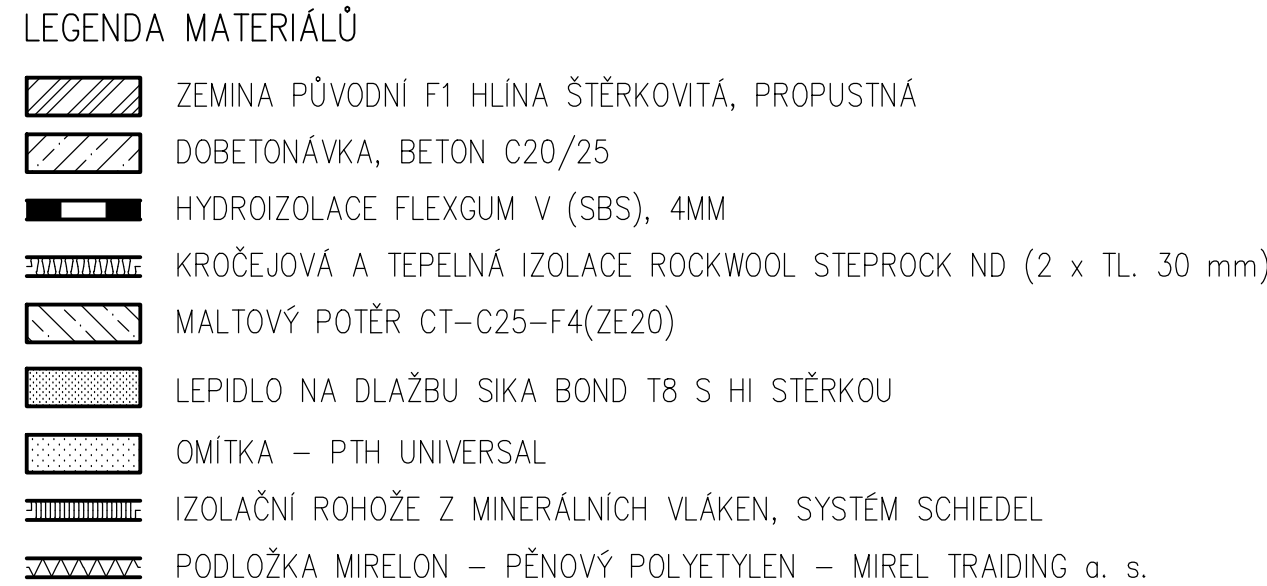 LEGENDA MATERIÁLŮ
ZEMINA PŮVODNÍ F1 HLÍNA ŠTĚRKOVITÁ, PROPUSTNÁ
DOBETONÁVKA, BETON C20/25
HYDROIZOLACE FLEXGUM V (SBS), 4MM
KROČEJOVÁ A TEPELNÁ IZOLACE ROCKWOOL STEPROCK ND (2 x TL. 30 mm)
MALTOVÝ POTĚR CT-C25-F4(ZE20)
LEPIDLO NA DLAŽBU SIKA BOND T8 S HI STĚRKOU
OMÍTKA – PTH UNIVERSAL
IZOLAČNÍ ROHOŽE Z MINERÁLNÍCH VLÁKEN, SYSTÉM SCHIEDEL
PODLOŽKA MIRELON – PĚNOVÝ POLYETYLEN – MIREL TRAIDING a. s.